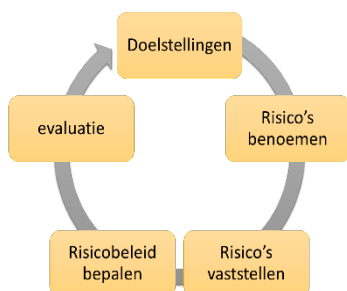 Doelstellingen
Risico's
benoemen
Risico's
vaststellen
Risicobeleid
bepalen
evaluatie